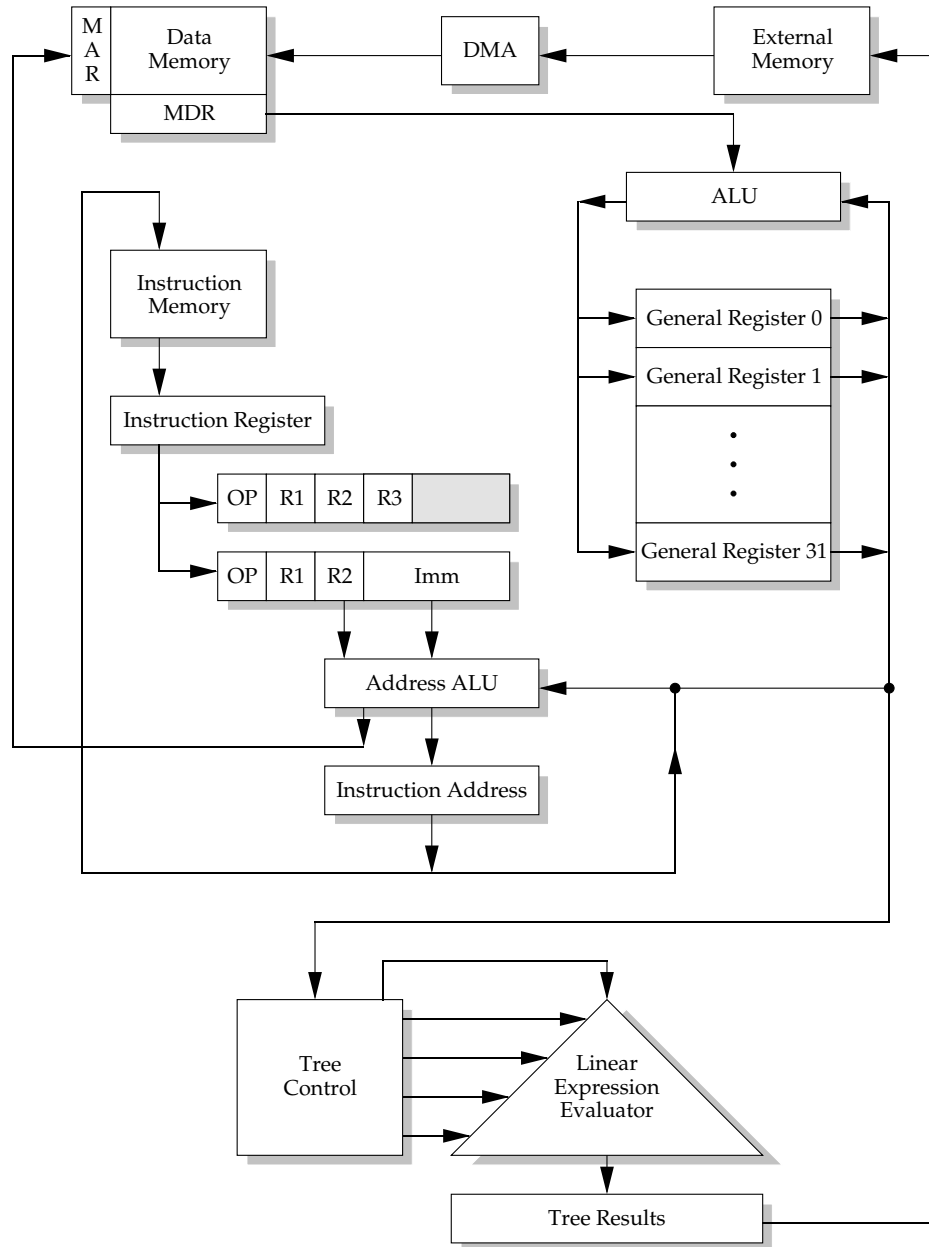 M
A
R
Data
Memory
MDR
DMA
External
Memory
ALU
Instruction
Memory
General Register 0
General Register 1
General Register 31
Instruction Register
OP R1 R2 R3
OP R1 R2 Imm
Address ALU
Instruction Address
Tree
Control
Linear
Expression
Evaluator
Tree Results